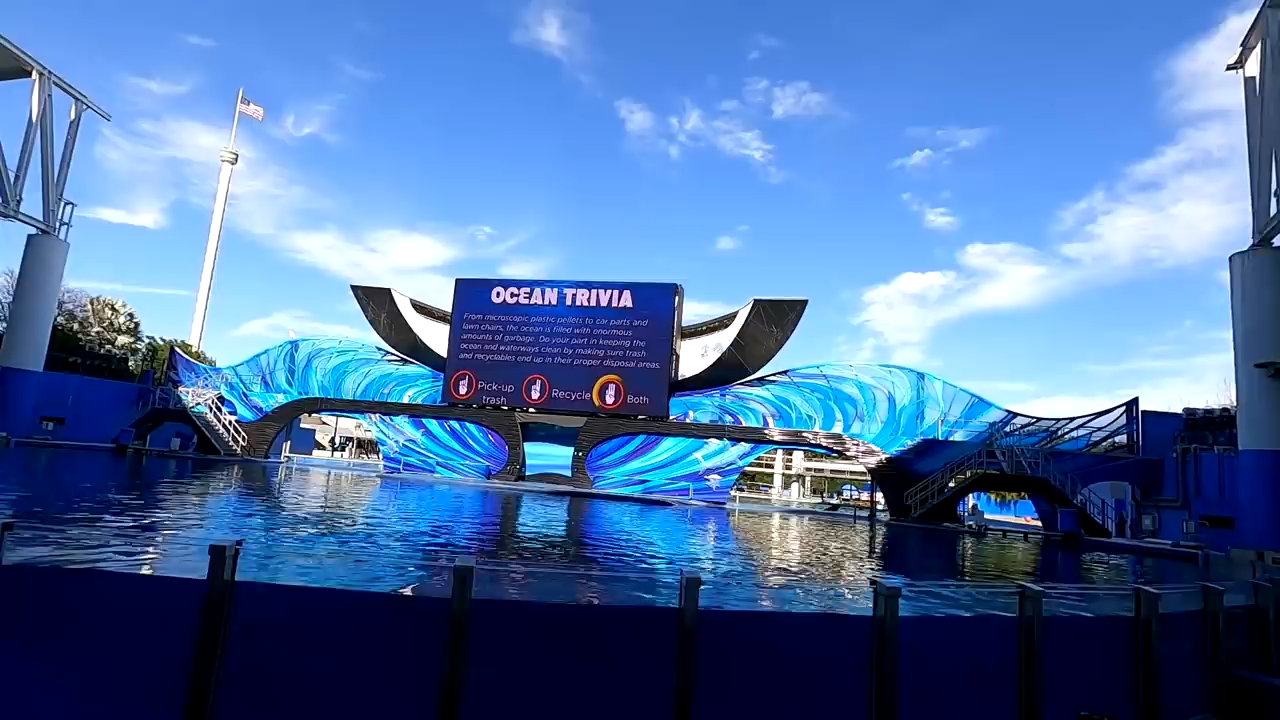 OCEAN TRIVIA
From microscopic plastic pellets to car parts and
lawn chairs, the ocean is filled with enormous
amounts of garbage. Do your part in keeping the
ocean and waterways clean by making sure trash
and recyclables end up in their proper disposal areas.
Pick-up
trash
Recycle
Both